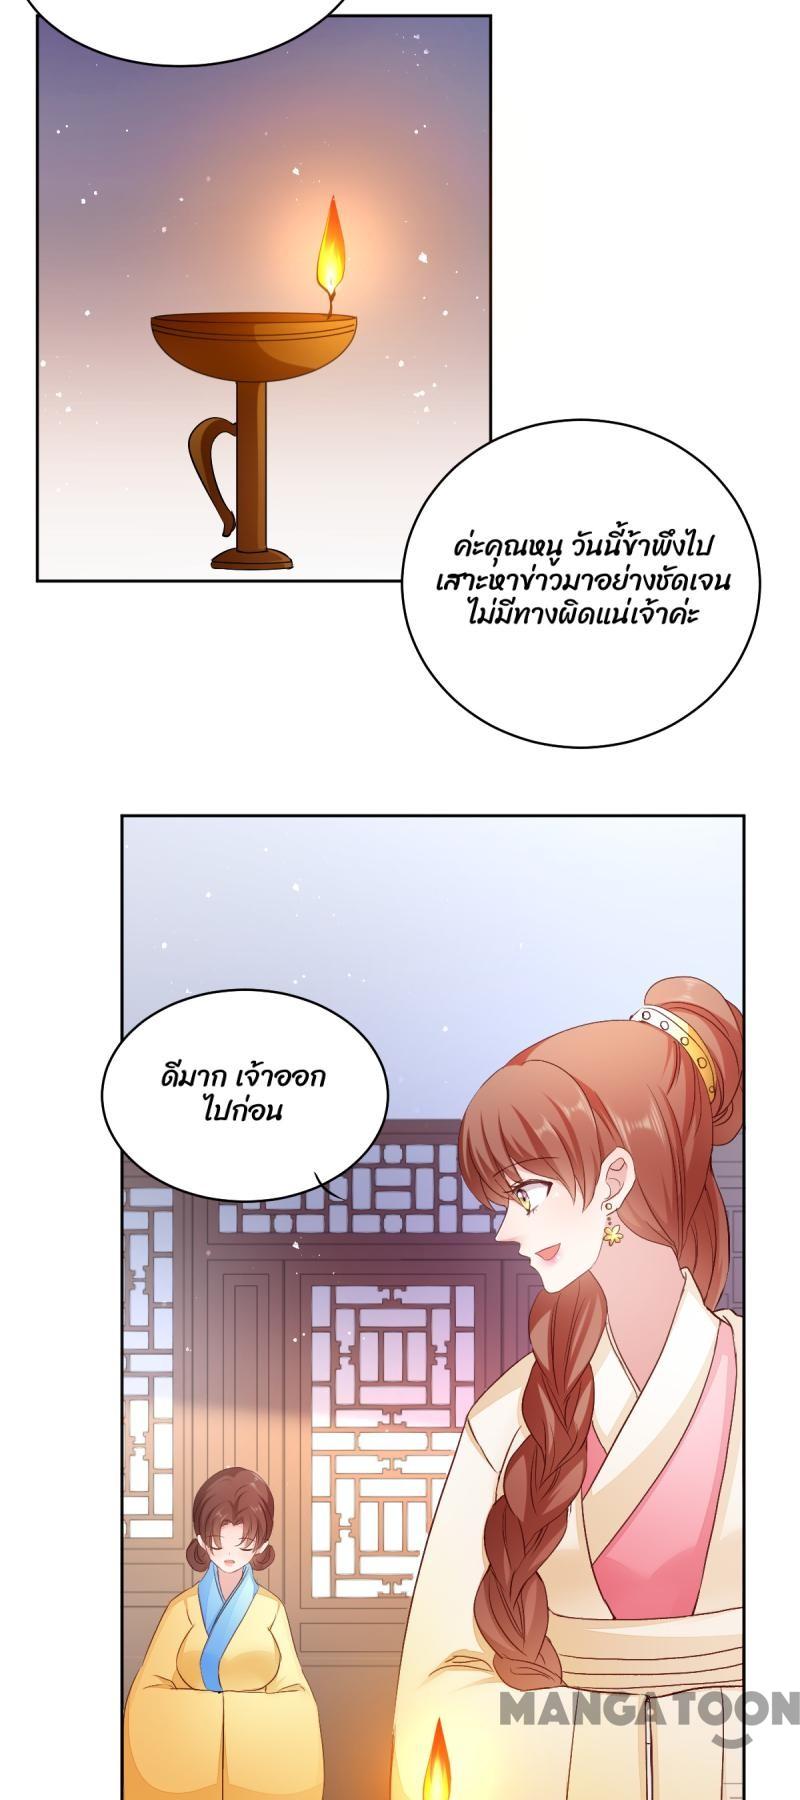 ค่ะคุณหนู วันนี้ข้าพึ่งไป
เสาะหาข่าวมาอย่างชัดเจน
ไม่มีทางผิดแน่เจ้าค่ะ
ดีมาก เจ้าออก
ไปก่อน
MANGATOON